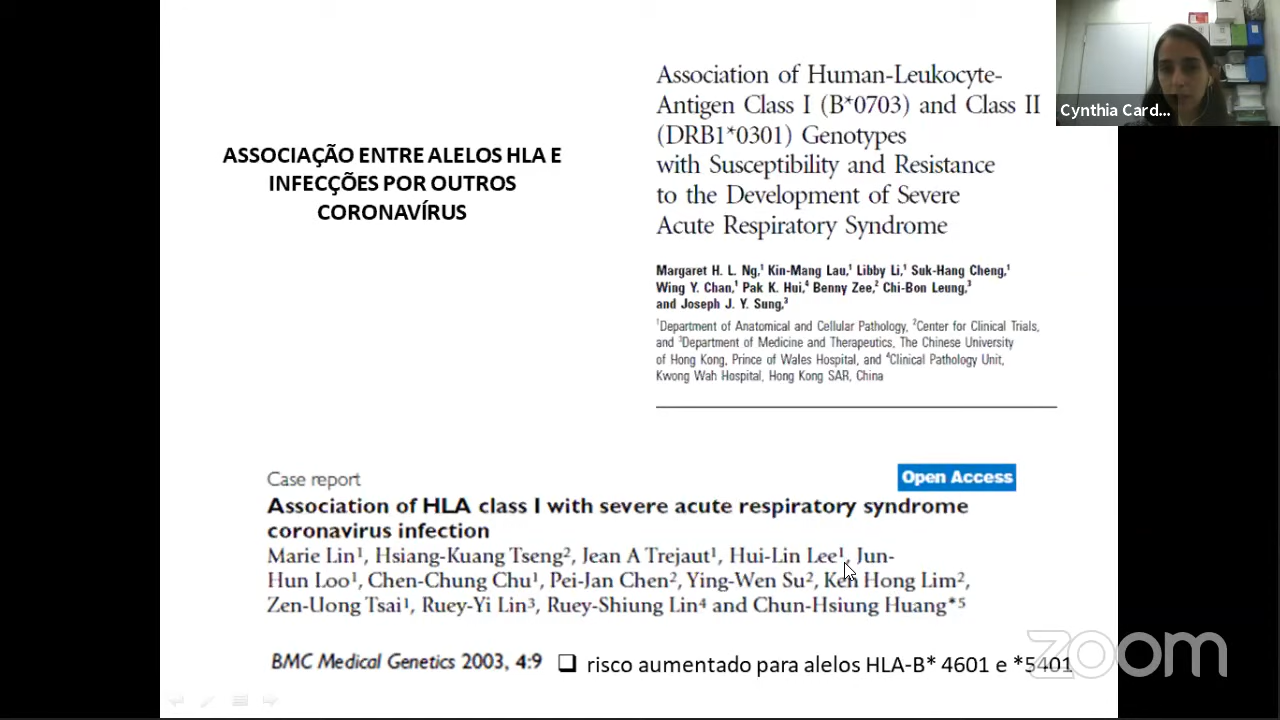 ASSOCIAÇÃO ENTRE ALELOS HLA E
INFECÇÕES POR OUTROS
CORONAVÍRUS
Association of Human-Leukocyte-
Antigen Class I (B*0703) and Class II
(DRB1*0301) Genotypes
with Susceptibility and Resistance
to the Development of Severe
Acute Respiratory Syndrome
Margaret H. L. Ng,¹ Kin-Mang Lau,¹ Libby Li,¹ Suk-Hang Cheng,¹
Wing Y. Chan,¹ Pak K. Hui,⁴ Benny Zee,² Chi-Bon Leung,³
and Joseph J. Y. Sung,³
¹Department of Anatomical and Cellular Pathology, ²Center for Clinical Trials,
and ³Department of Medicine and Therapeutics, The Chinese University
of Hong Kong, Prince of Wales Hospital, and ⁴Clinical Pathology Unit,
Kwong Wah Hospital, Hong Kong SAR, China
Cynthia Card...
Case report
Open Access
Association of HLA class I with severe acute respiratory syndrome
coronavirus infection
Marie Lin¹, Hsiang-Kuang Tseng², Jean A Trejaut¹, Hui-Lin Lee¹, Jun-
Hun Loo¹, Chen-Chung Chu¹, Pei-Jan Chen², Ying-Wen Su², Ken Hong Lim²,
Zen-Uong Tsai¹, Ruey-Yi Lin³, Ruey-Shiung Lin⁴ and Chun-Hsiung Huang*⁵
BMC Medical Genetics 2003, 4:9
❑ risco aumentado para alelos HLA-B* 4601 e *5401
zoom